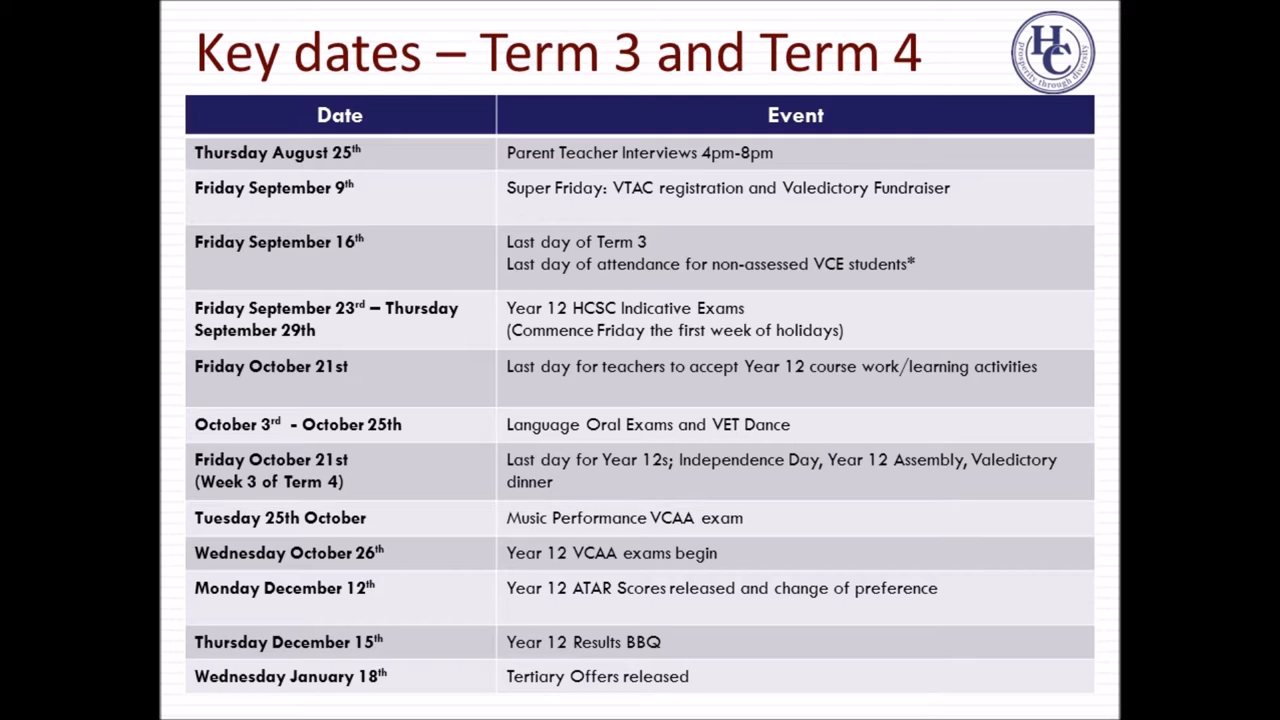 Key dates – Term 3 and Term 4
HC
prosperity through diversity
Date Event
Thursday August 25th Parent Teacher Interviews 4pm-8pm
Friday September 9th Super Friday: VTAC registration and Valedictory Fundraiser
Friday September 16th Last day of Term 3
Last day of attendance for non-assessed VCE students*
Friday September 23rd – Thursday Year 12 HCSC Indicative Exams
September 29th (Commence Friday the first week of holidays)
Friday October 21st Last day for teachers to accept Year 12 course work/learning activities
October 3rd - October 25th Language Oral Exams and VET Dance
Friday October 21st Last day for Year 12s; Independence Day, Year 12 Assembly, Valedictory
(Week 3 of Term 4) dinner
Tuesday 25th October Music Performance VCAA exam
Wednesday October 26th Year 12 VCAA exams begin
Monday December 12th Year 12 ATAR Scores released and change of preference
Thursday December 15th Year 12 Results BBQ
Wednesday January 18th Tertiary Offers released